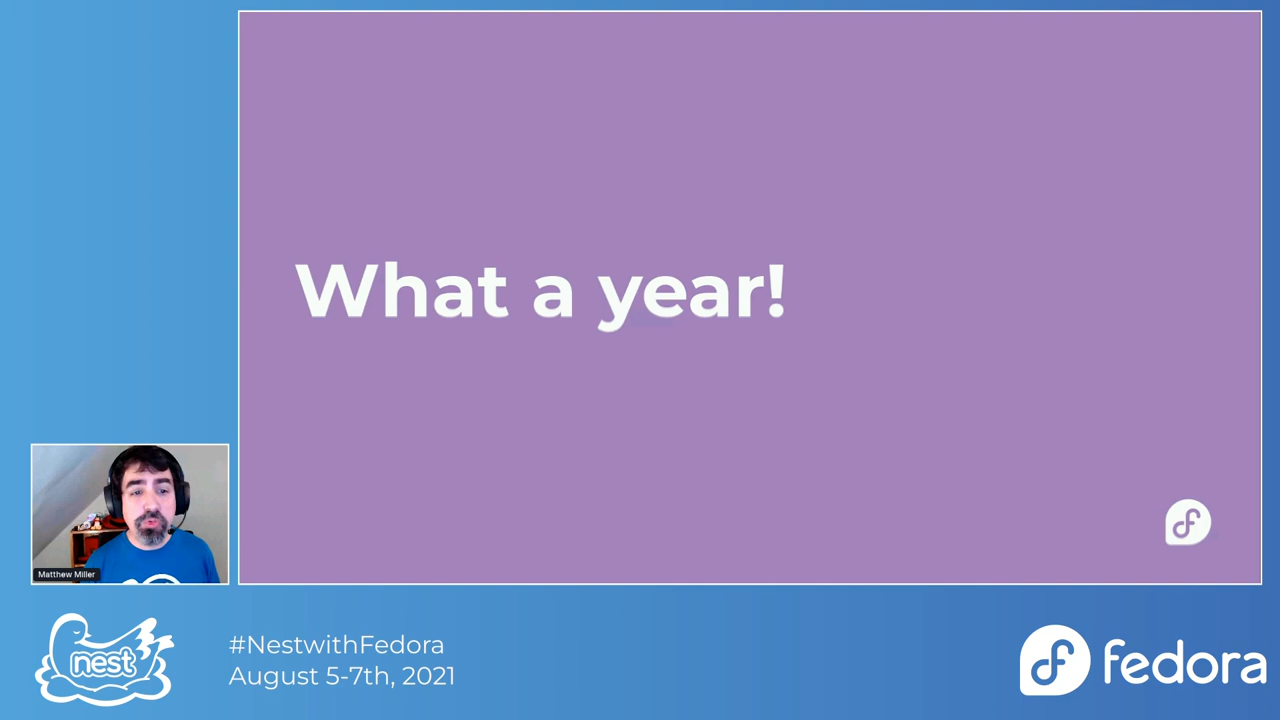 What a year!
Matthew Miller
nest
#NestwithFedora
August 5-7th, 2021
fedora